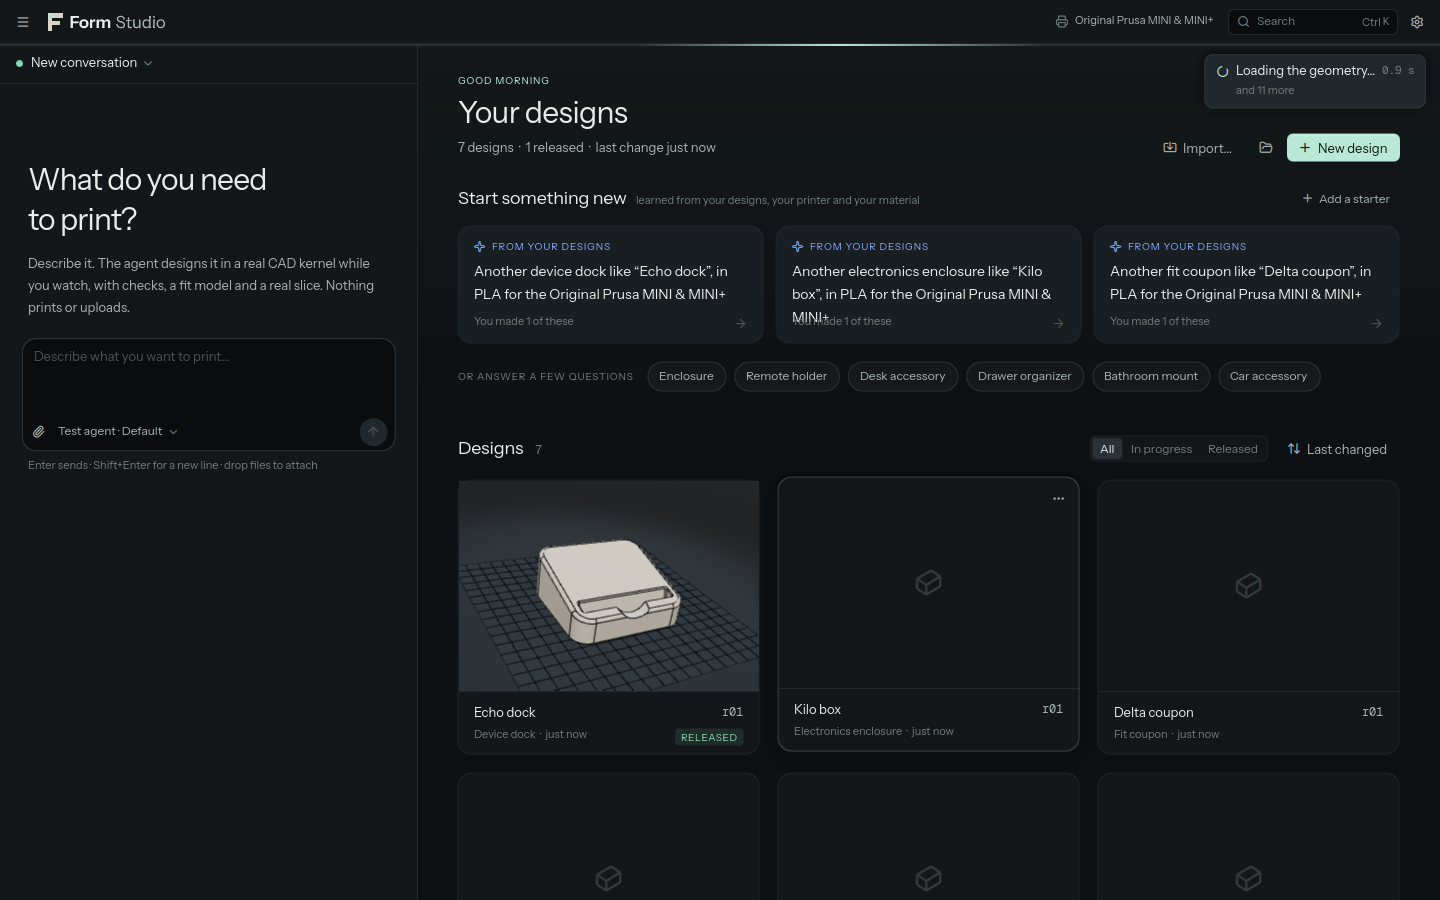 Form Studio
Original Prusa MINI & MINI+
Search
Ctrl K
New conversation
Loading the geometry... 0.9 s
and 11 more
GOOD MORNING
Your designs
7 designs · 1 released · last change just now
Import...
+ New design
What do you need
to print?
Describe it. The agent designs it in a real CAD kernel while
you watch, with checks, a fit model and a real slice. Nothing
prints or uploads.
Describe what you want to print...
Test agent · Default
Enter sends · Shift+Enter for a new line · drop files to attach
Start something new
learned from your designs, your printer and your material
+ Add a starter
FROM YOUR DESIGNS
Another device dock like “Echo dock”, in
PLA for the Original Prusa MINI & MINI+
You made 1 of these
FROM YOUR DESIGNS
Another electronics enclosure like “Kilo
box”, in PLA for the Original Prusa MINI &
MINI+
You made 1 of these
FROM YOUR DESIGNS
Another fit coupon like “Delta coupon”, in
PLA for the Original Prusa MINI & MINI+
You made 1 of these
OR ANSWER A FEW QUESTIONS
Enclosure
Remote holder
Desk accessory
Drawer organizer
Bathroom mount
Car accessory
Designs 7
All
In progress
Released
Last changed
Echo dock r01
Device dock · just now
RELEASED
Kilo box r01
Electronics enclosure · just now
Delta coupon r01
Fit coupon · just now